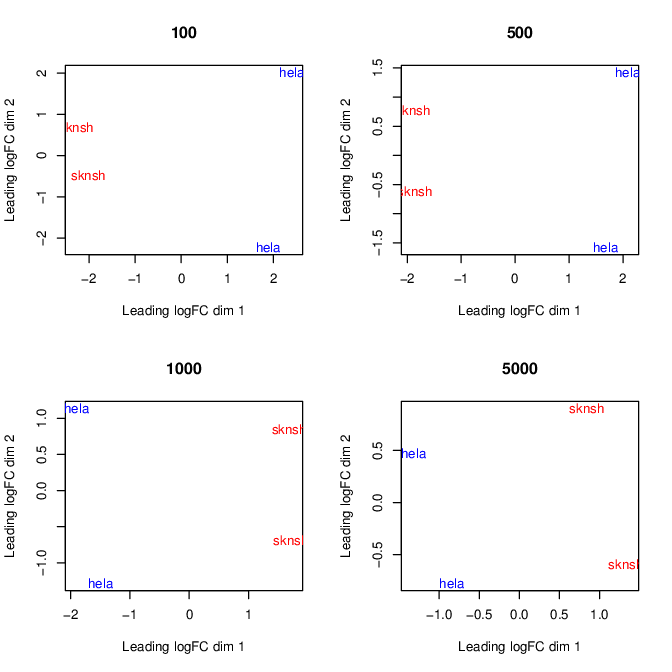 100
2
1
0
−1
−2
Leading logFC dim 2
hela
knsh
sknsh
hela
−2 −1 0 1 2
Leading logFC dim 1
500
1.5
0.5
−0.5
−1.5
Leading logFC dim 2
hela
knsh
sknsh
hela
−2 −1 0 1 2
Leading logFC dim 1
1000
1.0
0.5
0.0
−1.0
Leading logFC dim 2
hela
sknsh
sknsh
hela
−2 −1 0 1
Leading logFC dim 1
5000
0.5
0.0
−0.5
Leading logFC dim 2
sknsh
hela
sknsh
hela
−1.0 −0.5 0.0 0.5 1.0
Leading logFC dim 1